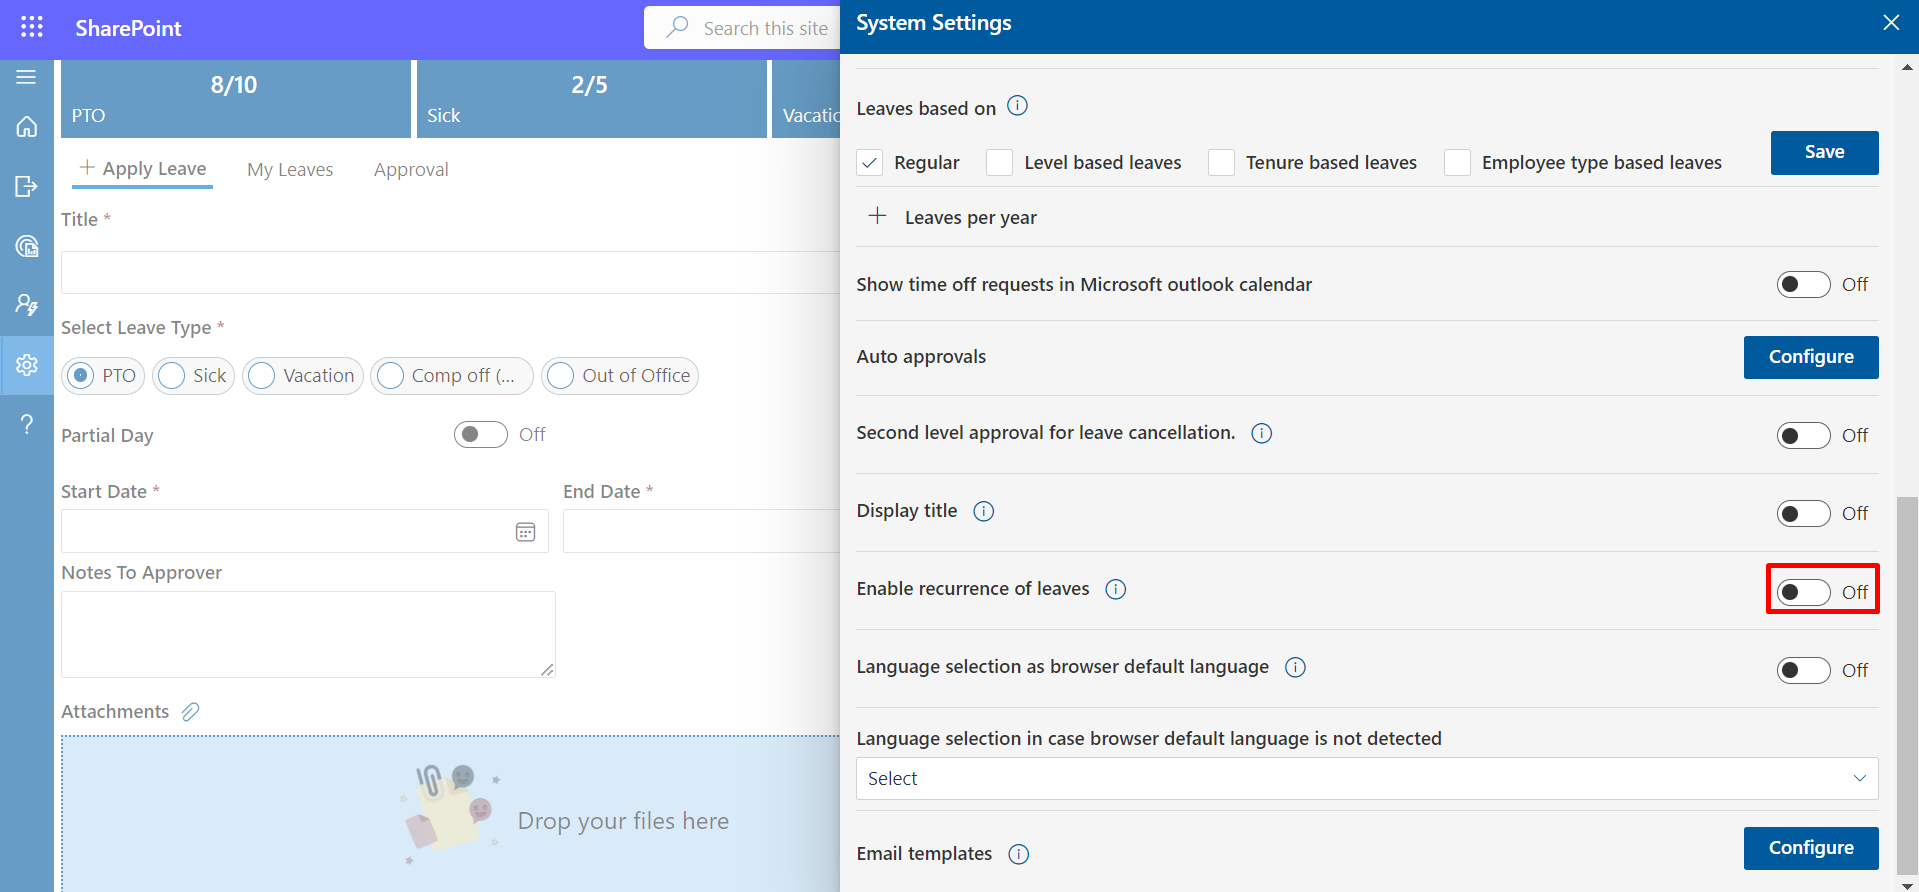 SharePoint
Search this site
8/10
PTO
2/5
Sick
Apply Leave
My Leaves
Approval
Title *
Select Leave Type *
PTO
Sick
Vacation
Comp off (...
Out of Office
Partial Day
Off
Start Date *
End Date *
Notes To Approver
Attachments
Drop your files here
System Settings
Leaves based on
Regular
Level based leaves
Tenure based leaves
Employee type based leaves
Save
Leaves per year
Show time off requests in Microsoft outlook calendar
Off
Auto approvals
Configure
Second level approval for leave cancellation.
Off
Display title
Off
Enable recurrence of leaves
Off
Language selection as browser default language
Off
Language selection in case browser default language is not detected
Select
Email templates
Configure